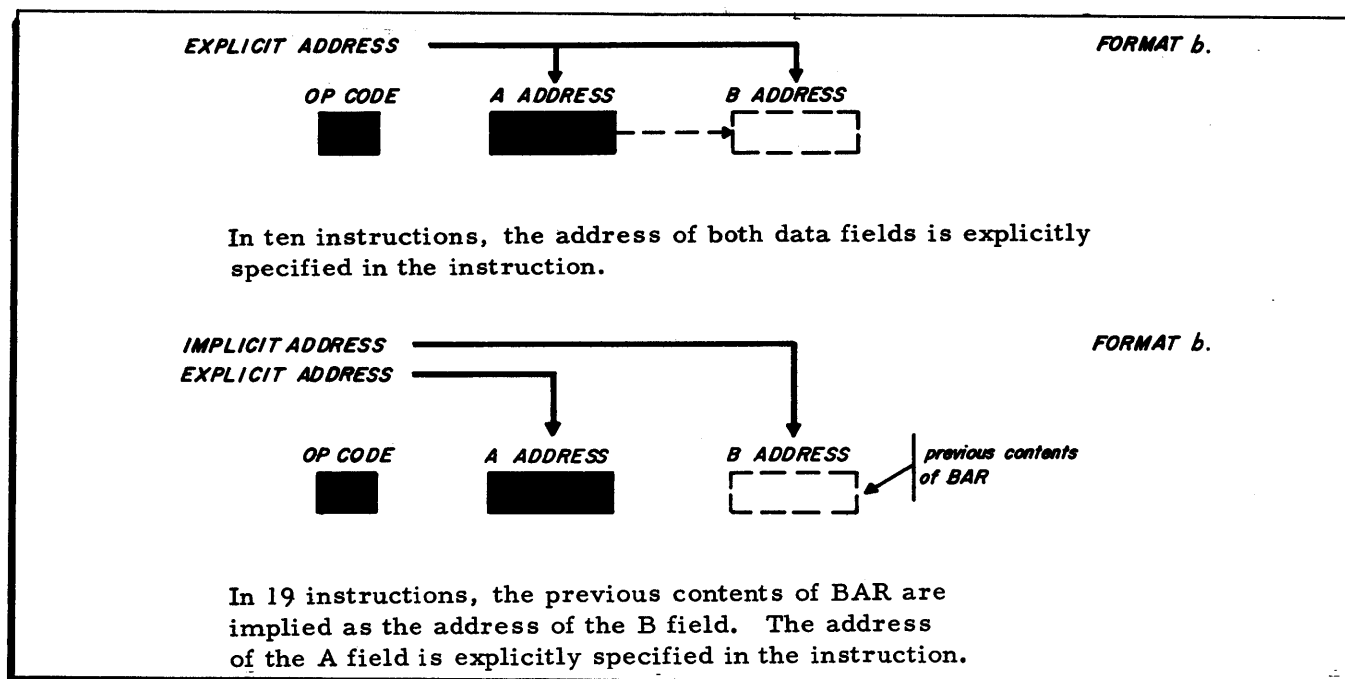 EXPLICIT ADDRESS FORMAT b.
OP CODE A ADDRESS B ADDRESS
In ten instructions, the address of both data fields is explicitly
specified in the instruction.
IMPLICIT ADDRESS FORMAT b.
EXPLICIT ADDRESS
OP CODE A ADDRESS B ADDRESS previous contents
of BAR
In 19 instructions, the previous contents of BAR are
implied as the address of the B field. The address
of the A field is explicitly specified in the instruction.